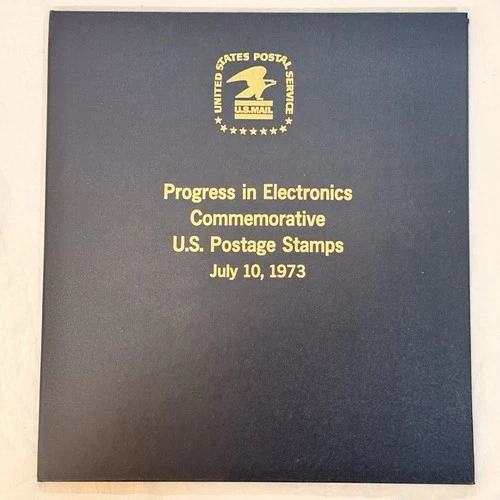 UNITED STATES POSTAL SERVICE
U.S.MAIL
Progress in Electronics
Commemorative
U.S. Postage Stamps
July 10, 1973